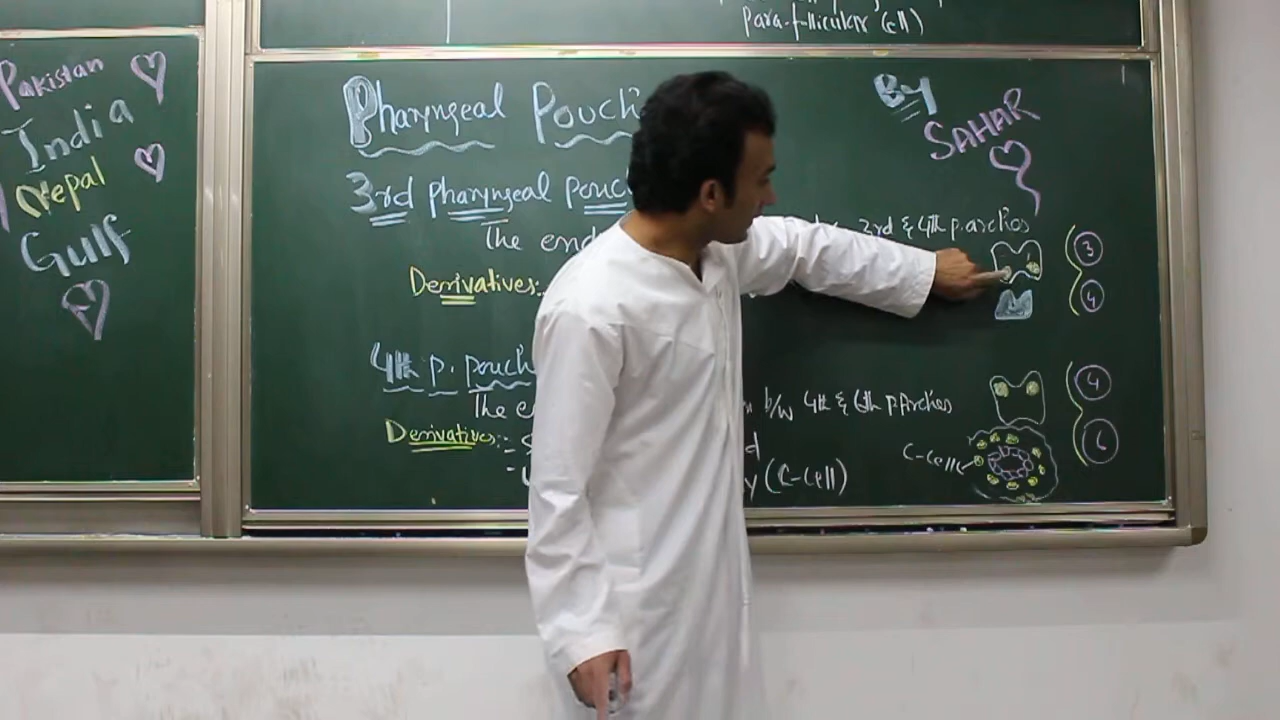 Pakistan
India
Nepal
Gulf
Para-follicular cell)
Pharyngeal Pouch
By
SAHAR
3rd pharyngeal pouc
The end 3rd & 4th p.arches
Derivatives:
3
4
4th p. pouch
The e b/w 4th & 6th p Arches
Derivatives:-
(C-cell)
C-cell
4
6